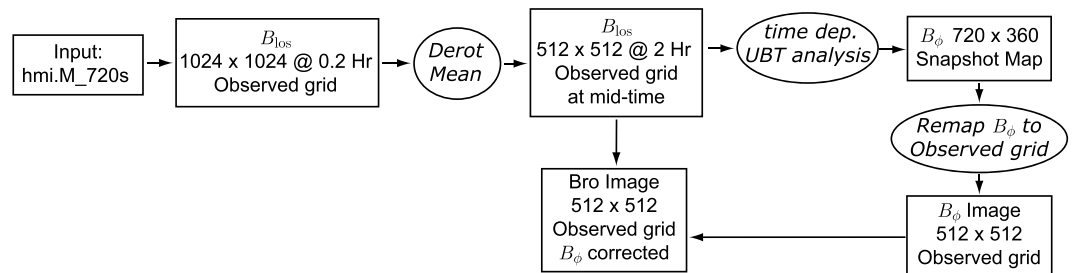 Input:
hmi.M_720s
B_los
1024 x 1024 @ 0.2 Hr
Observed grid
Derot
Mean
B_los
512 x 512 @ 2 Hr
Observed grid
at mid-time
time dep.
UBT analysis
B_ϕ 720 x 360
Snapshot Map
Remap B_ϕ to
Observed grid
B_ϕ Image
512 x 512
Observed grid
Bro Image
512 x 512
Observed grid
B_ϕ corrected